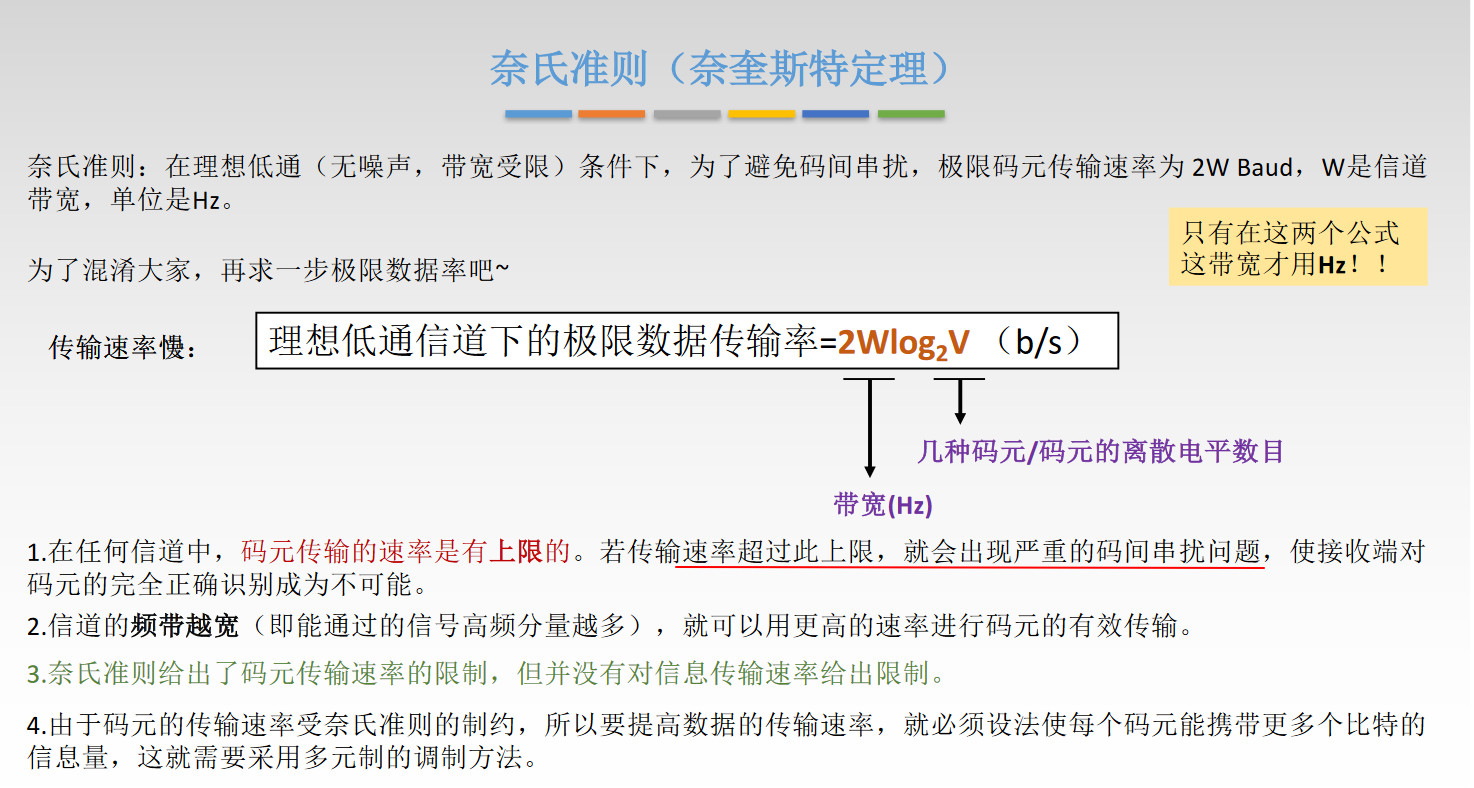 奈氏准则（奈奎斯特定理）
奈氏准则：在理想低通（无噪声，带宽受限）条件下，为了避免码间串扰，极限码元传输速率为 2W Baud，W是信道
带宽，单位是Hz。
只有在这两个公式
这带宽才用Hz！！
为了混淆大家，再求一步极限数据率吧~
传输速率慢： 理想低通信道下的极限数据传输率=2Wlog₂V （b/s）
几种码元/码元的离散电平数目
带宽(Hz)
1.在任何信道中，码元传输的速率是有上限的。若传输速率超过此上限，就会出现严重的码间串扰问题，使接收端对
码元的完全正确识别成为不可能。
2.信道的频带越宽（即能通过的信号高频分量越多），就可以用更高的速率进行码元的有效传输。
3.奈氏准则给出了码元传输速率的限制，但并没有对信息传输速率给出限制。
4.由于码元的传输速率受奈氏准则的制约，所以要提高数据的传输速率，就必须设法使每个码元能携带更多个比特的
信息量，这就需要采用多元制的调制方法。